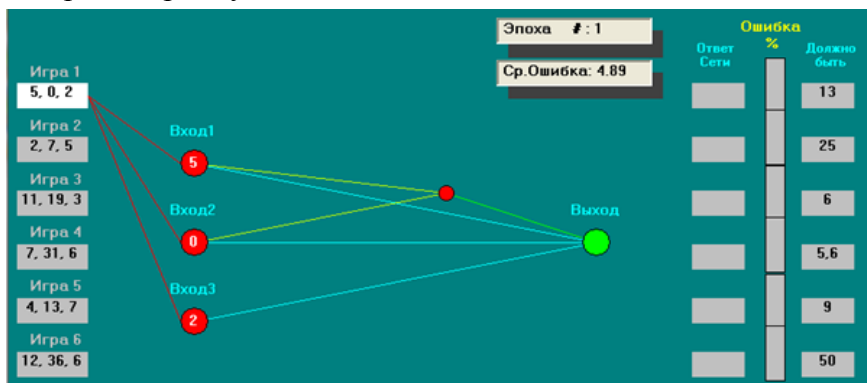 Эпоха #: 1
Ср.Ошибка: 4.89
Ошибка
%
Ответ
Сети
Должно
быть
Игра 1
5, 0, 2
13
Игра 2
2, 7, 5
25
Игра 3
11, 19, 3
6
Игра 4
7, 31, 6
5,6
Игра 5
4, 13, 7
9
Игра 6
12, 36, 6
50
Вход1
5
Вход2
0
Вход3
2
Выход